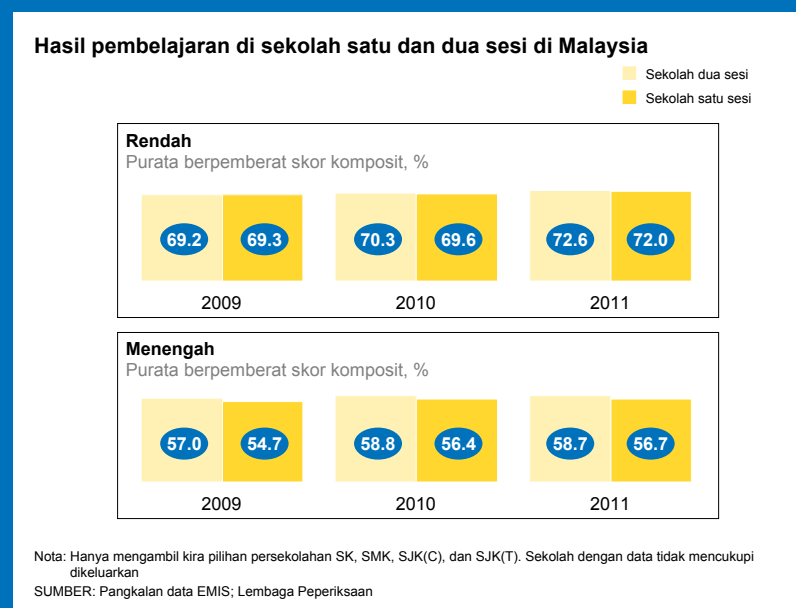 Hasil pembelajaran di sekolah satu dan dua sesi di Malaysia
Sekolah dua sesi
Sekolah satu sesi
Rendah
Purata berpemberat skor komposit, %
69.2 69.3 70.3 69.6 72.6 72.0
2009 2010 2011
Menengah
Purata berpemberat skor komposit, %
57.0 54.7 58.8 56.4 58.7 56.7
2009 2010 2011
Nota: Hanya mengambil kira pilihan persekolahan SK, SMK, SJK(C), dan SJK(T). Sekolah dengan data tidak mencukupi
dikeluarkan
SUMBER: Pangkalan data EMIS; Lembaga Peperiksaan